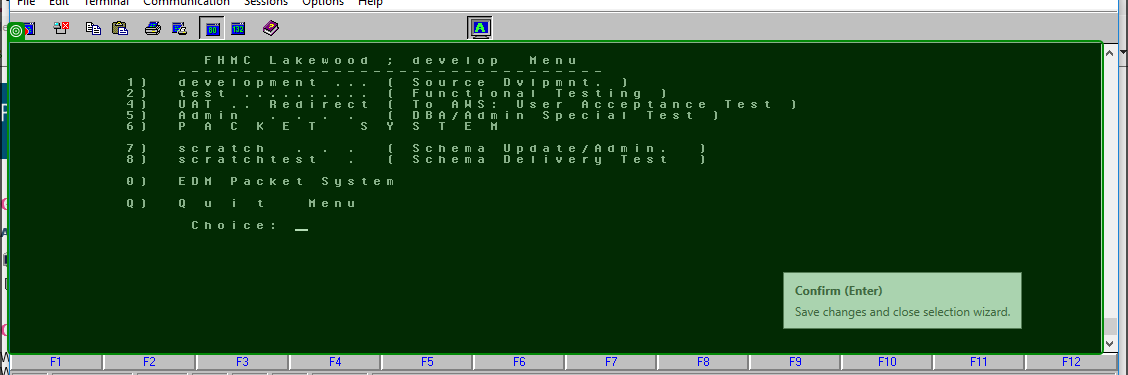 File Edit Terminal Communication Sessions Options Help
80 132 A
FHMC Lakewood ; develop Menu
---------------------------------
1) development ... ( Source Dvlpmnt. )
2) test .......... ( Functional Testing )
4) UAT .. Redirect ( To AWS: User Acceptance Test )
5) Admin . . . . ( DBA/Admin Special Test )
6) P A C K E T   S Y S T E M
7) scratch . . . ( Schema Update/Admin. )
8) scratchtest . ( Schema Delivery Test )
0) EDM Packet System
Q) Q u i t   Menu
Choice: _
Confirm (Enter)
Save changes and close selection wizard.
F1 F2 F3 F4 F5 F6 F7 F8 F9 F10 F11 F12